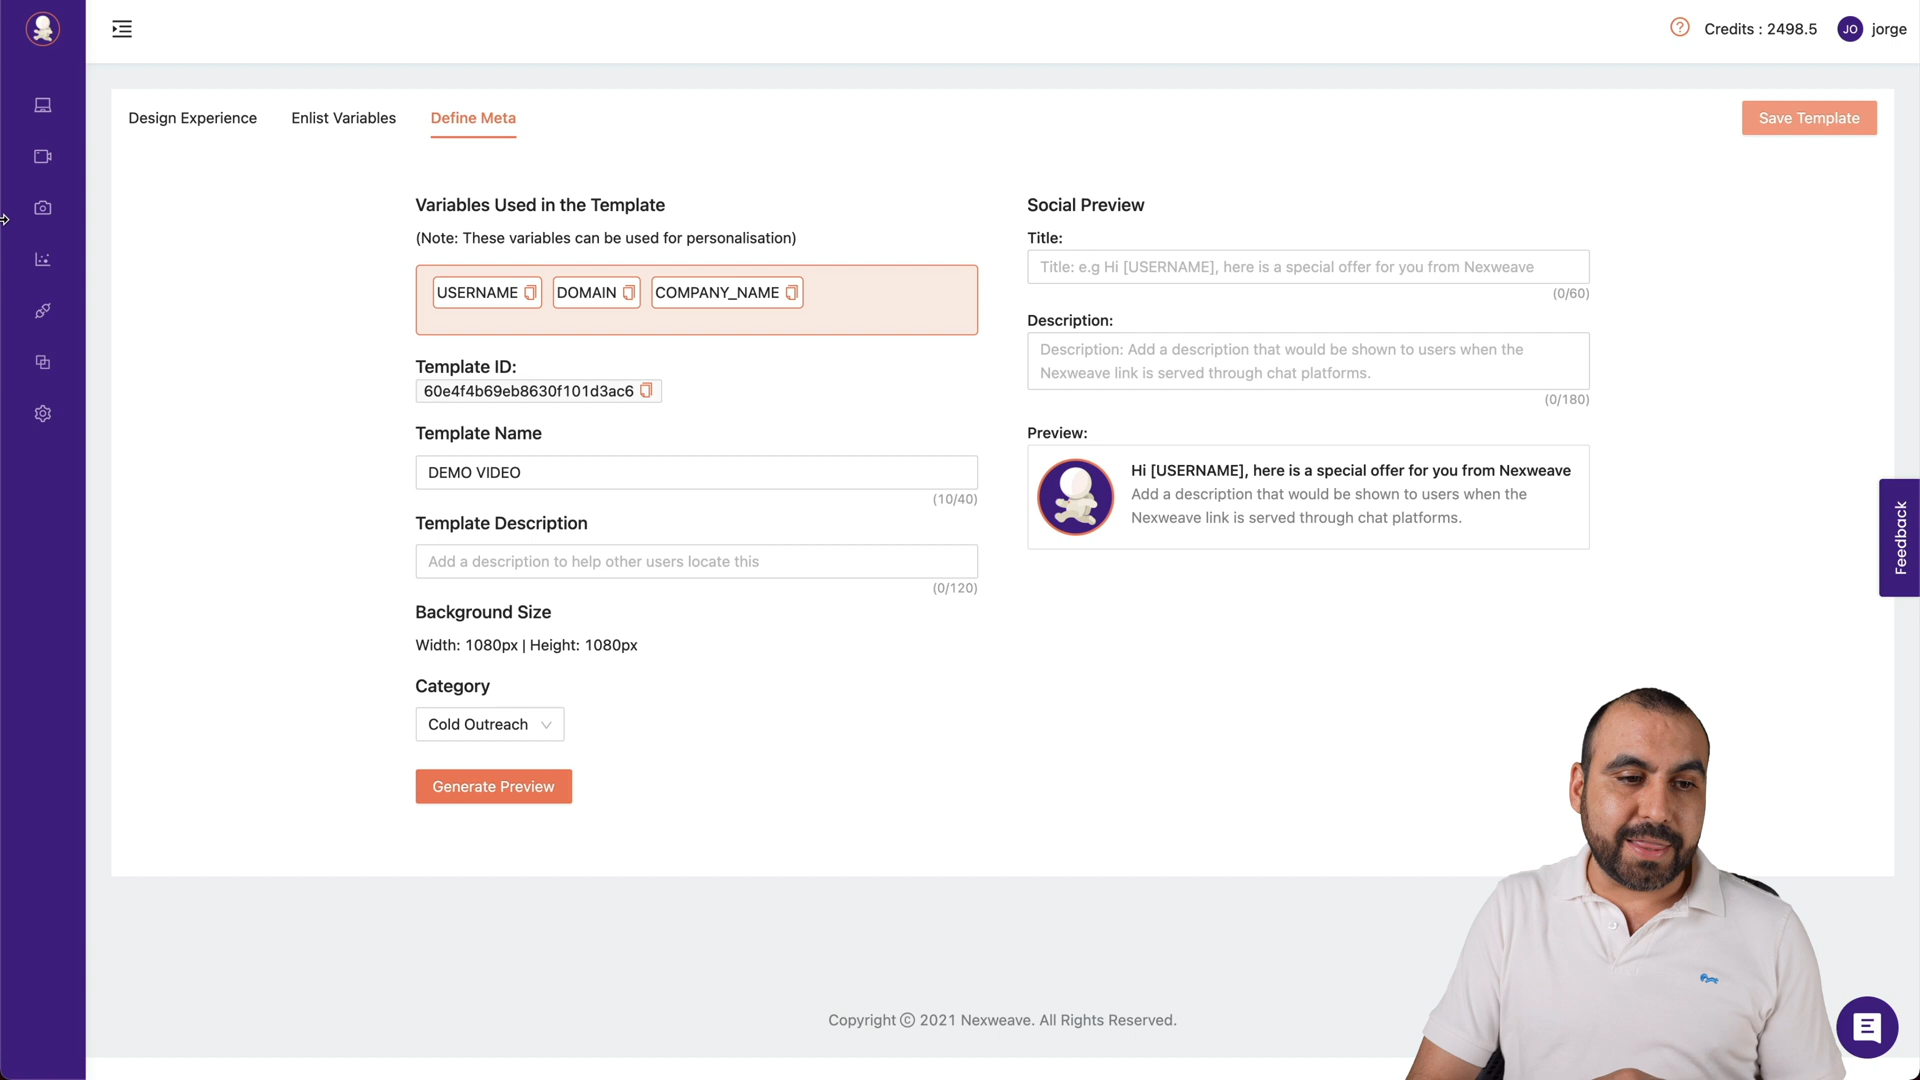 Credits : 2498.5
JO
jorge
Design Experience
Enlist Variables
Define Meta
Save Template
Variables Used in the Template
(Note: These variables can be used for personalisation)
USERNAME
DOMAIN
COMPANY_NAME
Template ID:
60e4f4b69eb8630f101d3ac6
Template Name
DEMO VIDEO
(10/40)
Template Description
Add a description to help other users locate this
(0/120)
Background Size
Width: 1080px | Height: 1080px
Category
Cold Outreach
Generate Preview
Social Preview
Title:
Title: e.g Hi [USERNAME], here is a special offer for you from Nexweave
(0/60)
Description:
Description: Add a description that would be shown to users when the
Nexweave link is served through chat platforms.
(0/180)
Preview:
Hi [USERNAME], here is a special offer for you from Nexweave
Add a description that would be shown to users when the
Nexweave link is served through chat platforms.
Feedback
Copyright © 2021 Nexweave. All Rights Reserved.